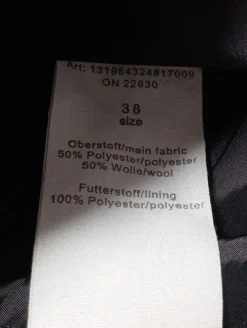 Art: 131954324817009
ON 22830
38
size
Oberstoff/main fabric
50% Polyester/polyester
50% Wolle/wool
Futterstoff/lining
100% Polyester/polyester